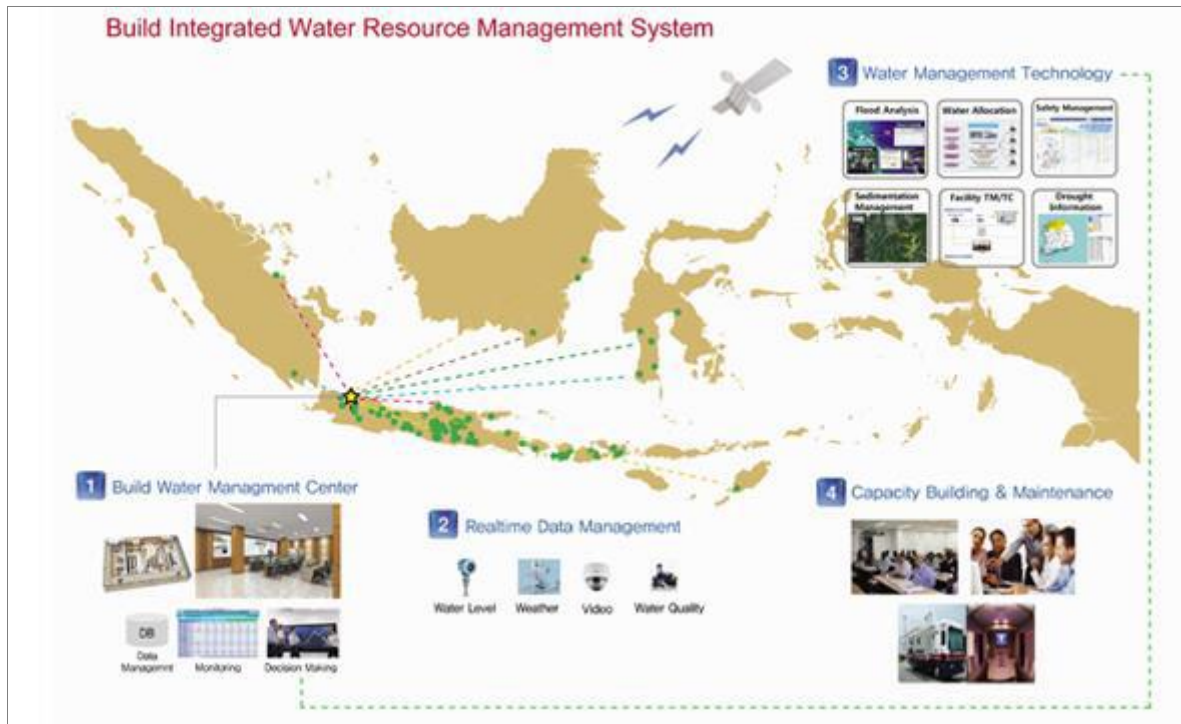 Build Integrated Water Resource Management System
3 Water Management Technology
Flood Analysis
Water Allocation
Safety Management
Sedimentation
Management
Facility TM/TC
Drought
Information
1 Build Water Managment Center
DB
Data
Managemnt
Monitoring
Decision Making
2 Realtime Data Management
Water Level
Weather
Video
Water Quality
4 Capacity Building & Maintenance